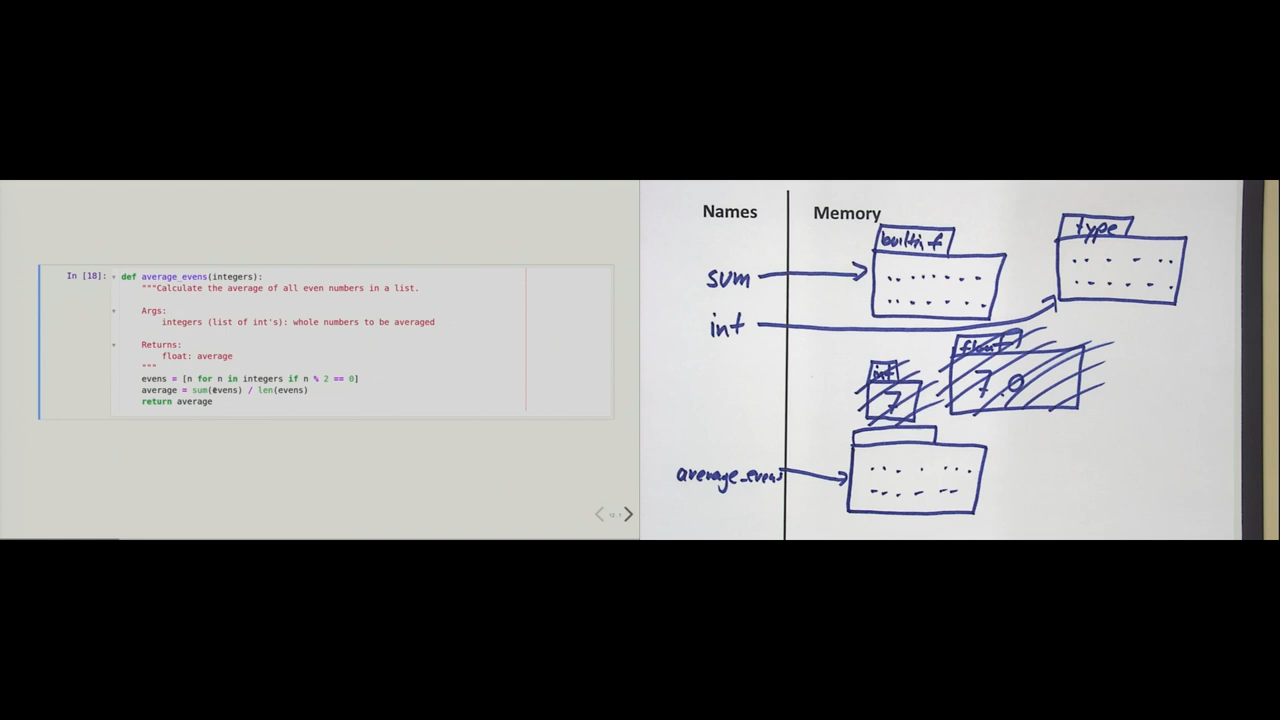 In [18]:
def average_evens(integers):
"""Calculate the average of all even numbers in a list.
Args:
integers (list of int's): whole numbers to be averaged
Returns:
float: average
"""
evens = [n for n in integers if n % 2 == 0]
average = sum(evens) / len(evens)
return average
Names
Memory
builtin f
type
sum
int
float
7.0
int
7
average_evens